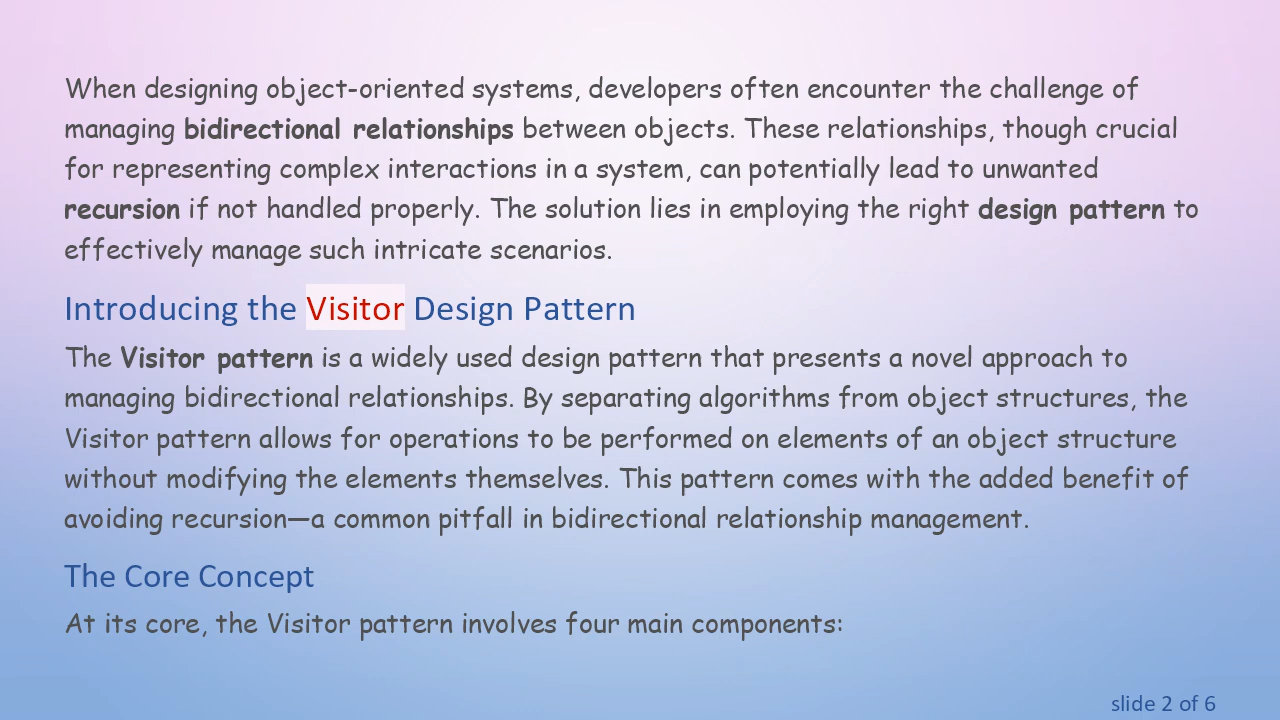 When designing object-oriented systems, developers often encounter the challenge of
managing bidirectional relationships between objects. These relationships, though crucial
for representing complex interactions in a system, can potentially lead to unwanted
recursion if not handled properly. The solution lies in employing the right design pattern to
effectively manage such intricate scenarios.
Introducing the Visitor Design Pattern
The Visitor pattern is a widely used design pattern that presents a novel approach to
managing bidirectional relationships. By separating algorithms from object structures, the
Visitor pattern allows for operations to be performed on elements of an object structure
without modifying the elements themselves. This pattern comes with the added benefit of
avoiding recursion—a common pitfall in bidirectional relationship management.
The Core Concept
At its core, the Visitor pattern involves four main components:
slide 2 of 6